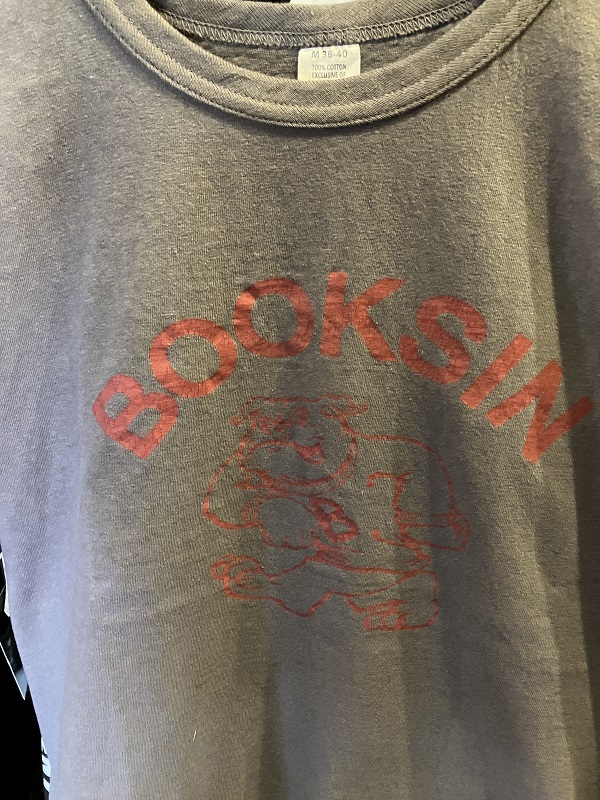 M 38-40
100% COTTON
EXCLUSIVE OF
BOOKSIN